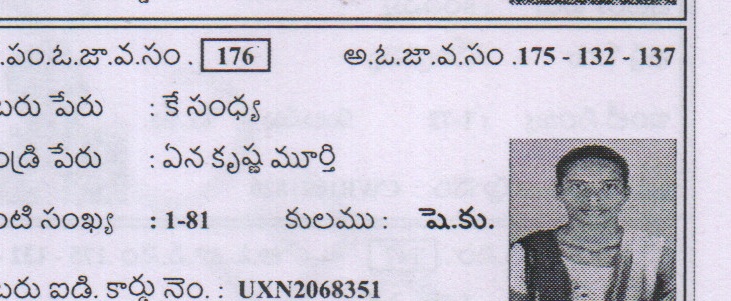 .పం.ఓ.జా.వ.సం . 176 అ.ఓ.జా.వ.సం .175 - 132 - 137
పేరు : కే సంధ్య
పేరు : ఏన కృష్ణ మూర్తి
సంఖ్య : 1-81 కులము : షె.కు.
ఐడి. కార్డు నెం. : UXN2068351